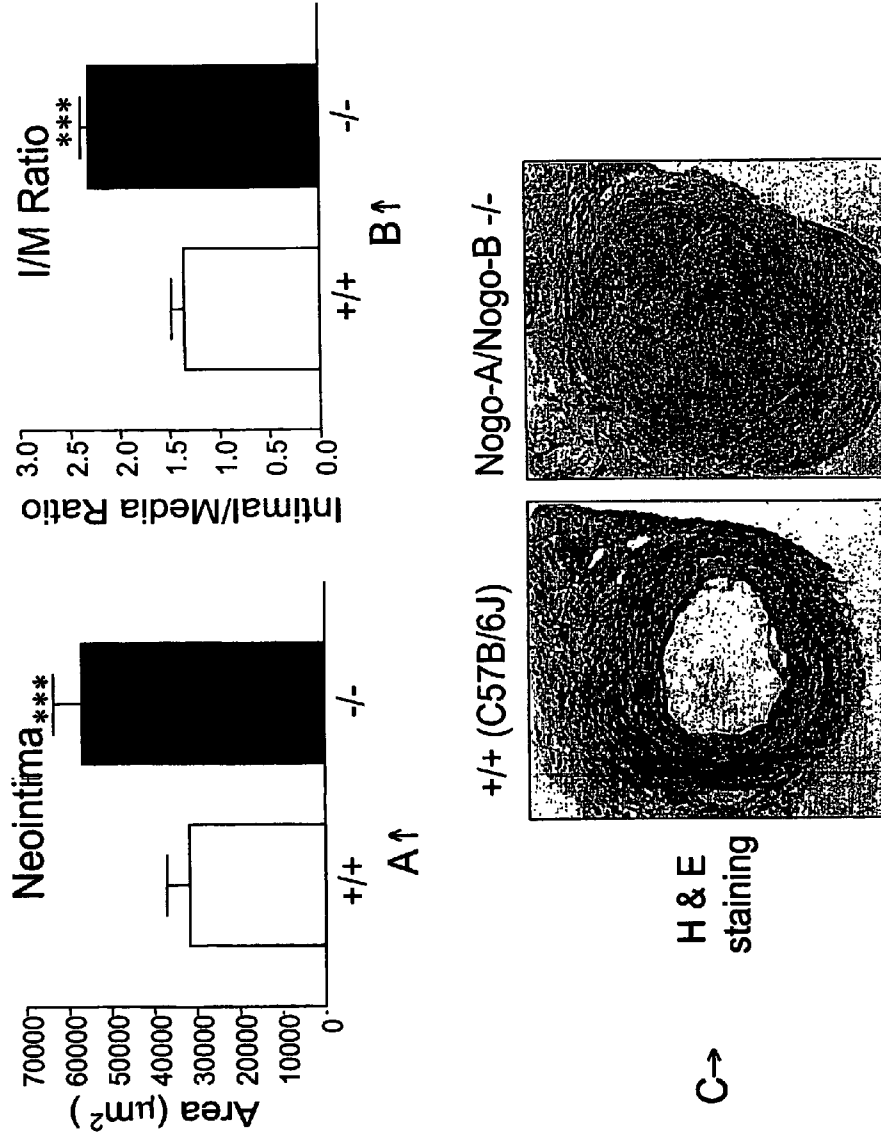 Neointima
***
Area (μm²)
70000
60000
50000
40000
30000
20000
10000
0
+/+
-/-
A↑
I/M Ratio
***
Intimal/Media Ratio
3.0
2.5
2.0
1.5
1.0
0.5
0.0
+/+
-/-
B↑
C→
H & E
staining
+/+ (C57B/6J)
Nogo-A/Nogo-B -/-